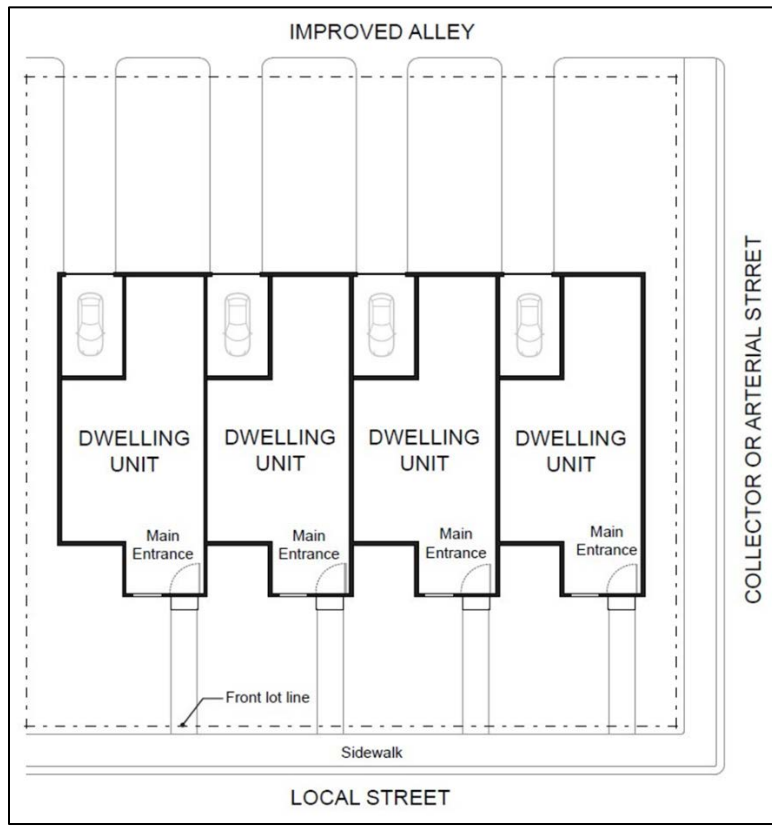 IMPROVED ALLEY
COLLECTOR OR ARTERIAL STRRET
DWELLING
UNIT
DWELLING
UNIT
DWELLING
UNIT
DWELLING
UNIT
Main
Entrance
Main
Entrance
Main
Entrance
Main
Entrance
Front lot line
Sidewalk
LOCAL STREET